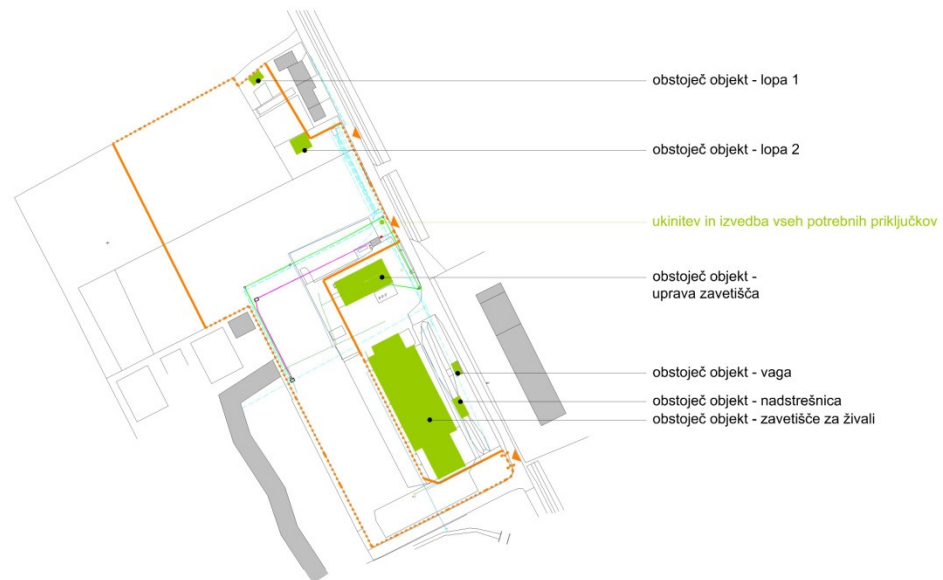 obstoječ objekt - lopa 1
obstoječ objekt - lopa 2
ukinitev in izvedba vseh potrebnih priključkov
obstoječ objekt -
uprava zavetišča
obstoječ objekt - vaga
obstoječ objekt - nadstrešnica
obstoječ objekt - zavetišče za živali